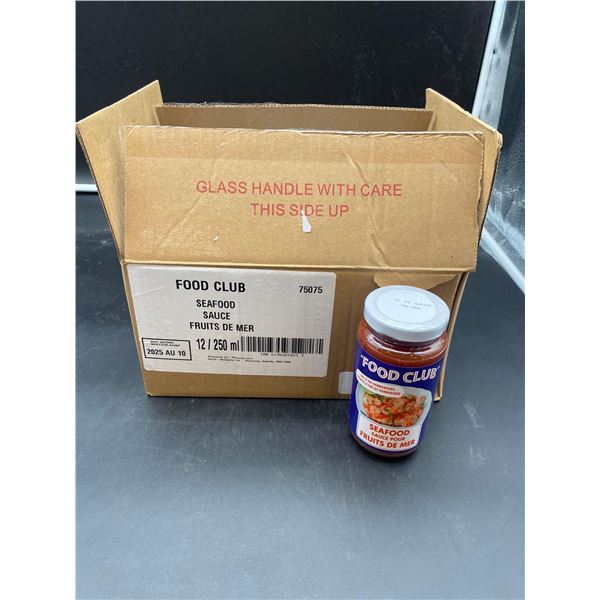 GLASS HANDLE WITH CARE
THIS SIDE UP
FOOD CLUB
75075
SEAFOOD
SAUCE
FRUITS DE MER
12 / 250 ml
2025 AU 10
"FOOD CLUB"
SEAFOOD
SAUCE POUR
FRUITS DE MER